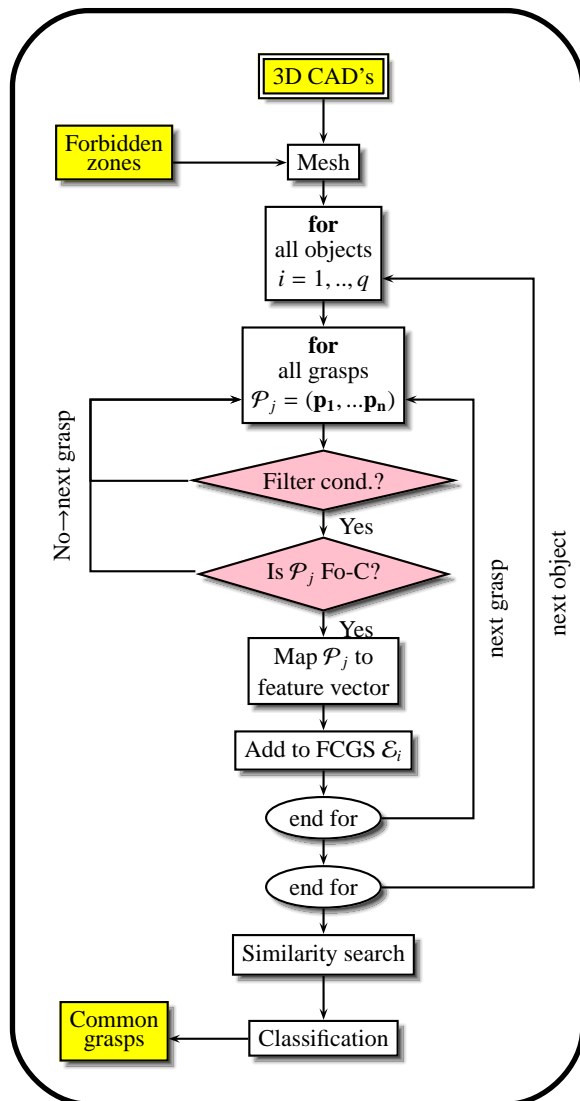 3D CAD's
Forbidden
zones
Mesh
for
all objects
i = 1, .., q
for
all grasps
𝒫j = (p1, ...pn)
No→next grasp
Filter cond.?
Yes
Is 𝒫j Fo-C?
Yes
Map 𝒫j to
feature vector
next grasp
next object
Add to FCGS ℰi
end for
end for
Similarity search
Common
grasps
Classification